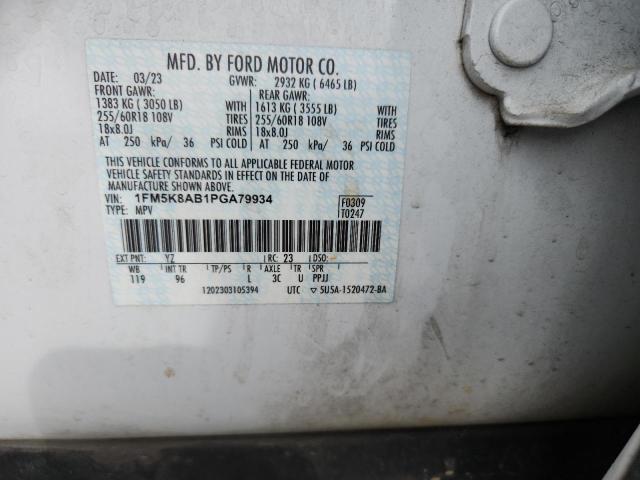 MFD. BY FORD MOTOR CO.
DATE: 03/23 GVWR: 2932 KG ( 6465 LB)
FRONT GAWR: REAR GAWR:
1383 KG ( 3050 LB) WITH 1613 KG ( 3555 LB) WITH
255/60R18 108V TIRES 255/60R18 108V TIRES
18x8.0J RIMS 18x8.0J RIMS
AT 250 kPa/ 36 PSI COLD AT 250 kPa/ 36 PSI COLD
THIS VEHICLE CONFORMS TO ALL APPLICABLE FEDERAL MOTOR
VEHICLE SAFETY STANDARDS IN EFFECT ON THE DATE OF
MANUFACTURE SHOWN ABOVE.
VIN: 1FM5K8AB1PGA79934 F0309
TYPE: MPV T0247
EXT PNT: YZ RC: 23 DSO:
WB INT TR TP/PS R AXLE TR SPR
119 96 L 3C U PPJJ
1202303105394 UTC 5U5A-1520472-BA